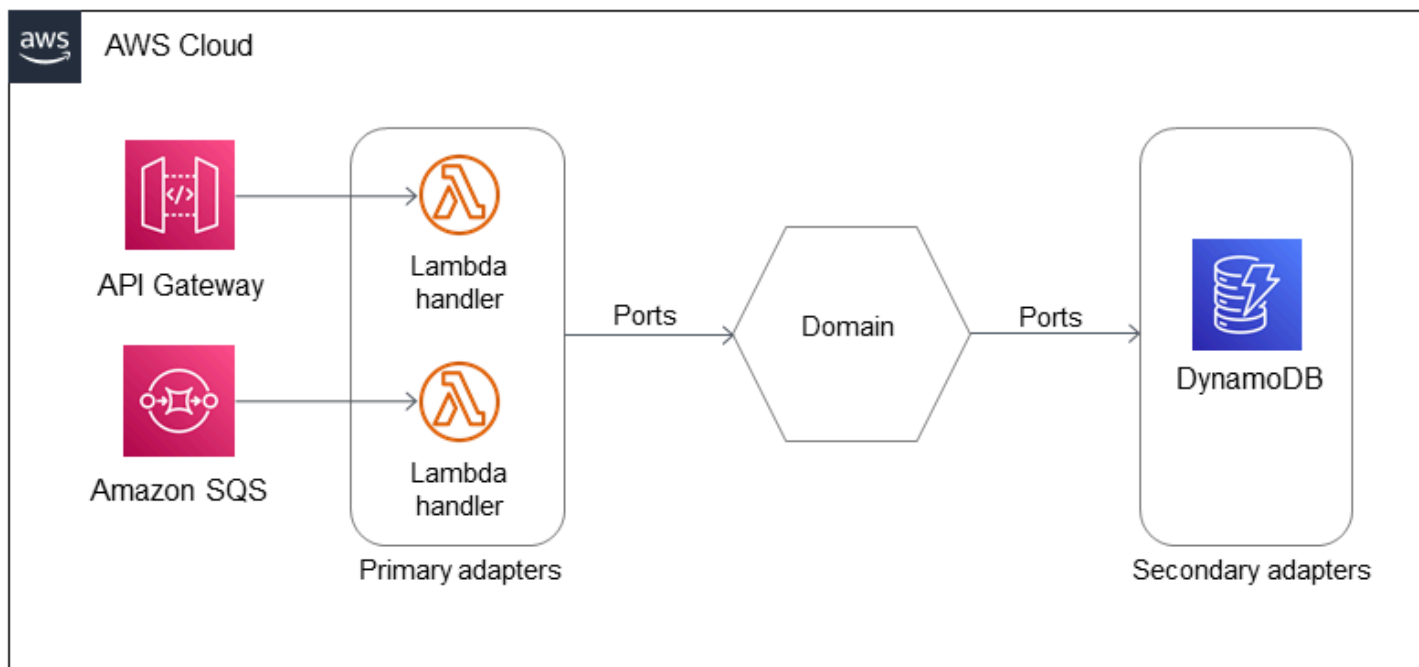 aws
AWS Cloud
API Gateway
Lambda
handler
Ports
Domain
Ports
DynamoDB
Amazon SQS
Lambda
handler
Primary adapters
Secondary adapters